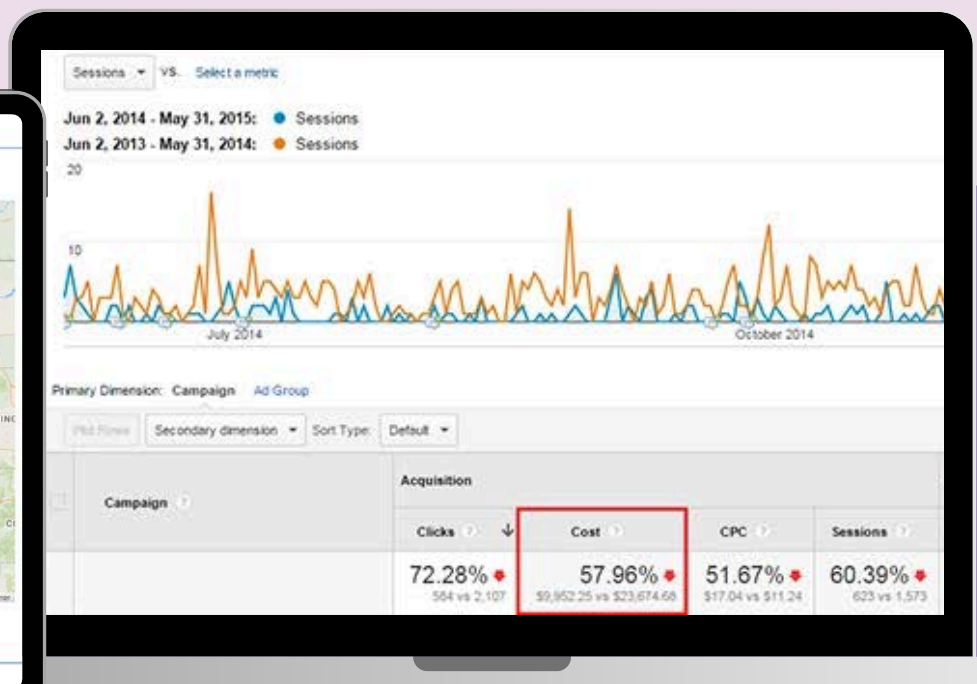 Sessions VS. Select a metric
Jun 2, 2014 - May 31, 2015: Sessions
Jun 2, 2013 - May 31, 2014: Sessions
20
10
July 2014 October 2014
Primary Dimension: Campaign Ad Group
Plot Rows Secondary dimension Sort Type: Default
Acquisition
Campaign ?
Clicks ? Cost ? CPC ? Sessions ?
72.28% 57.96% 51.67% 60.39%
584 vs 2,107 $9,952.25 vs $23,674.68 $17.04 vs $11.24 623 vs 1,573